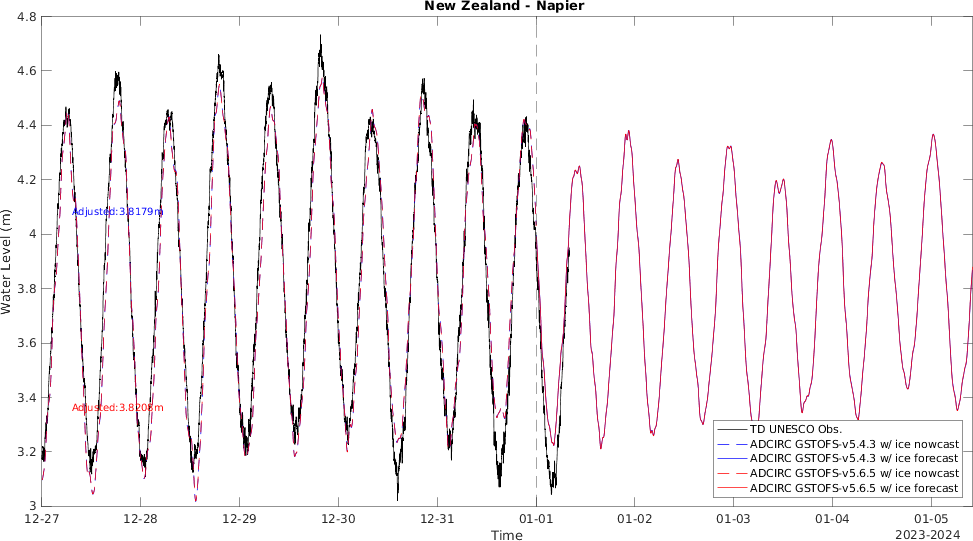 New Zealand - Napier
4.8
4.6
4.4
4.2
4
3.8
3.6
3.4
3.2
3
Water Level (m)
Adjusted:3.8179m
Adjusted:3.8208m
TD UNESCO Obs.
ADCIRC GSTOFS-v5.4.3 w/ ice nowcast
ADCIRC GSTOFS-v5.4.3 w/ ice forecast
ADCIRC GSTOFS-v5.6.5 w/ ice nowcast
ADCIRC GSTOFS-v5.6.5 w/ ice forecast
12-27 12-28 12-29 12-30 12-31 01-01 01-02 01-03 01-04 01-05
Time
2023-2024